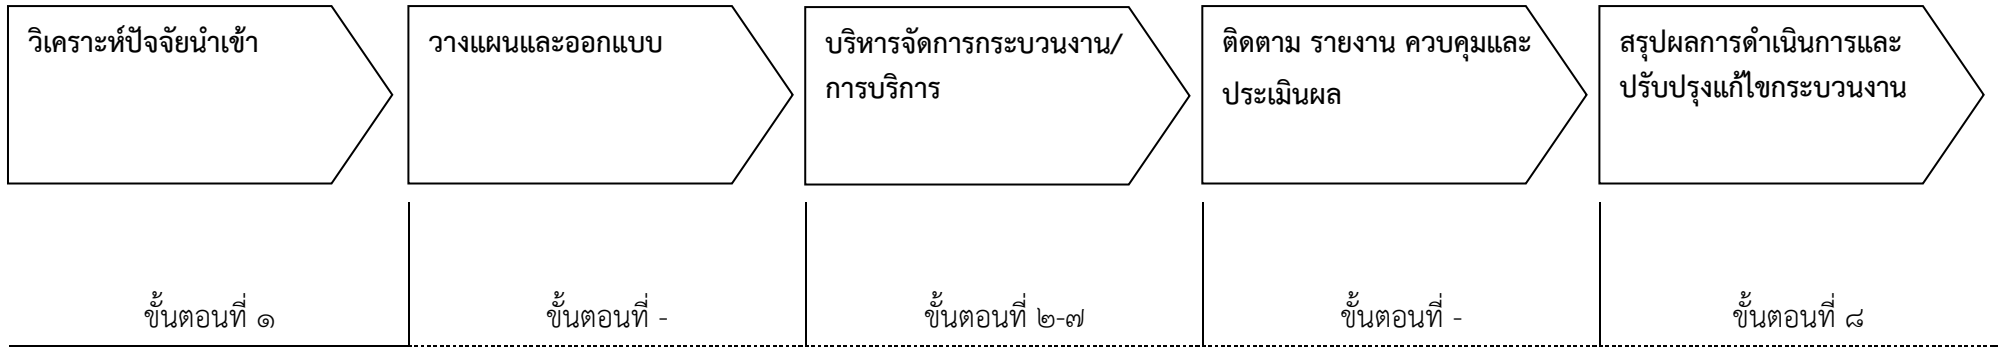 วิเคราะห์ปัจจัยนำเข้า
วางแผนและออกแบบ
บริหารจัดการกระบวนงาน/
การบริการ
ติดตาม รายงาน ควบคุมและ
ประเมินผล
สรุปผลการดำเนินการและ
ปรับปรุงแก้ไขกระบวนงาน
ขั้นตอนที่ ๑
ขั้นตอนที่ -
ขั้นตอนที่ ๒-๗
ขั้นตอนที่ -
ขั้นตอนที่ ๘